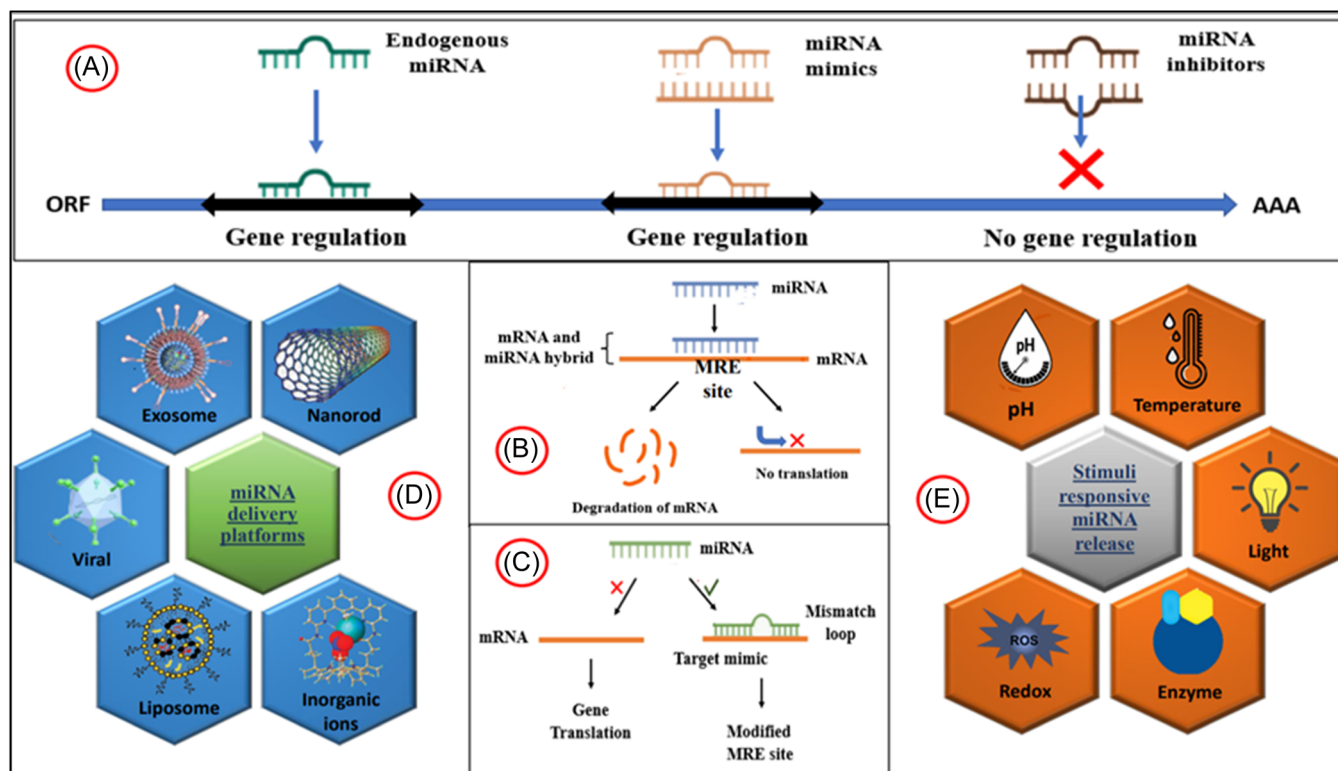 (A)
Endogenous
miRNA
miRNA
mimics
miRNA
inhibitors
ORF
AAA
Gene regulation
Gene regulation
No gene regulation
Exosome
Nanorod
Viral
miRNA
delivery
platforms
(D)
Liposome
Inorganic
ions
miRNA
mRNA and
miRNA hybrid
mRNA
MRE
site
(B)
No translation
Degradation of mRNA
(C)
miRNA
mRNA
Mismatch
loop
Target mimic
Gene
Translation
Modified
MRE site
pH
pH
Temperature
(E)
Stimuli
responsive
miRNA
release
Light
ROS
Redox
Enzyme